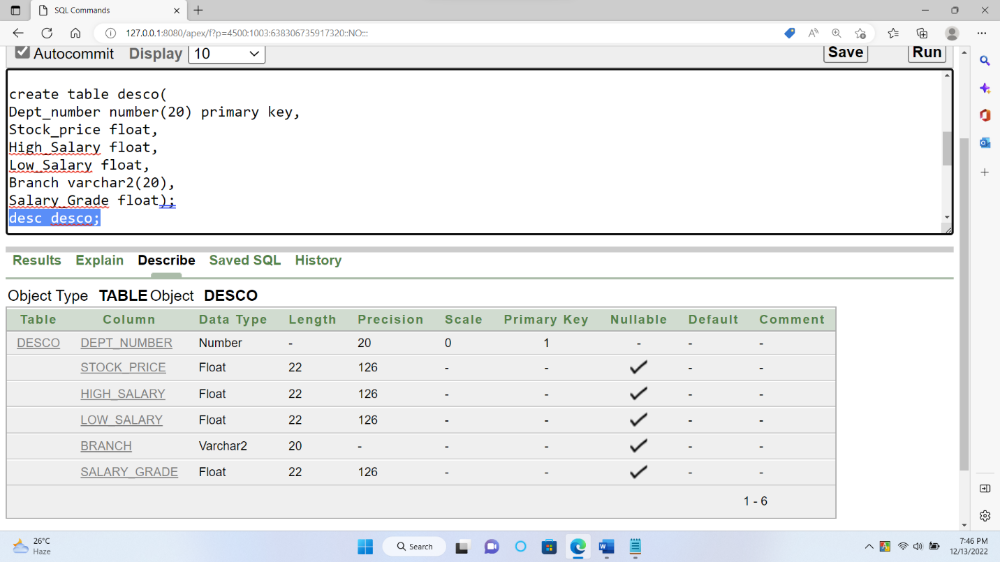 SQL Commands
127.0.0.1:8080/apex/f?p=4500:1003:638306735917320::NO:::
Autocommit Display 10 Save Run
create table desco(
Dept_number number(20) primary key,
Stock_price float,
High_Salary float,
Low_Salary float,
Branch varchar2(20),
Salary_Grade float);
desc desco;
Results Explain Describe Saved SQL History
Object Type TABLE Object DESCO
Table Column Data Type Length Precision Scale Primary Key Nullable Default Comment
DESCO DEPT_NUMBER Number - 20 0 1 - - -
STOCK_PRICE Float 22 126 - - - -
HIGH_SALARY Float 22 126 - - - -
LOW_SALARY Float 22 126 - - - -
BRANCH Varchar2 20 - - - - -
SALARY_GRADE Float 22 126 - - - -
1 - 6
26°C
Haze
Search
7:46 PM
12/13/2022